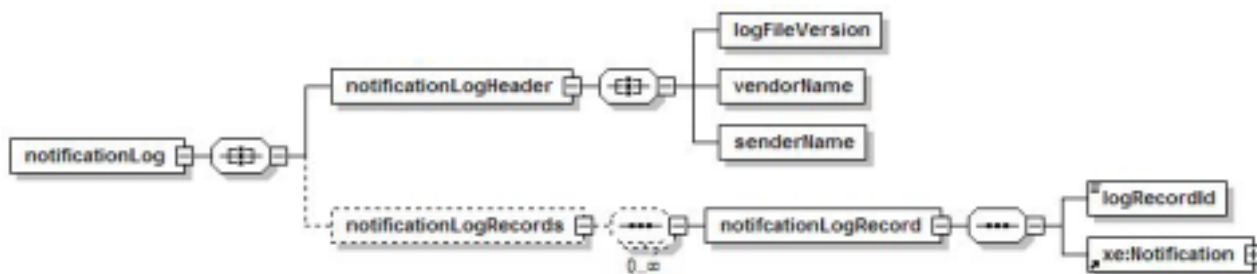 logFileVersion
notificationLogHeader
vendorName
senderName
notificationLog
logRecordId
notificationLogRecords
notifcationLogRecord
0..∞
xe:Notification